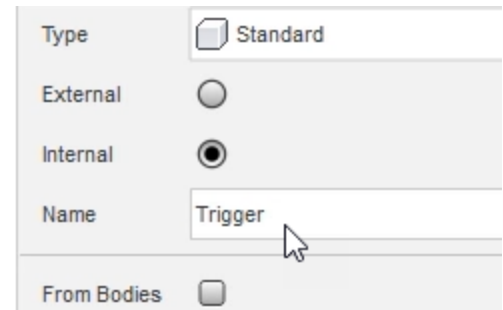 Type Standard
External
Internal
Name Trigger
From Bodies